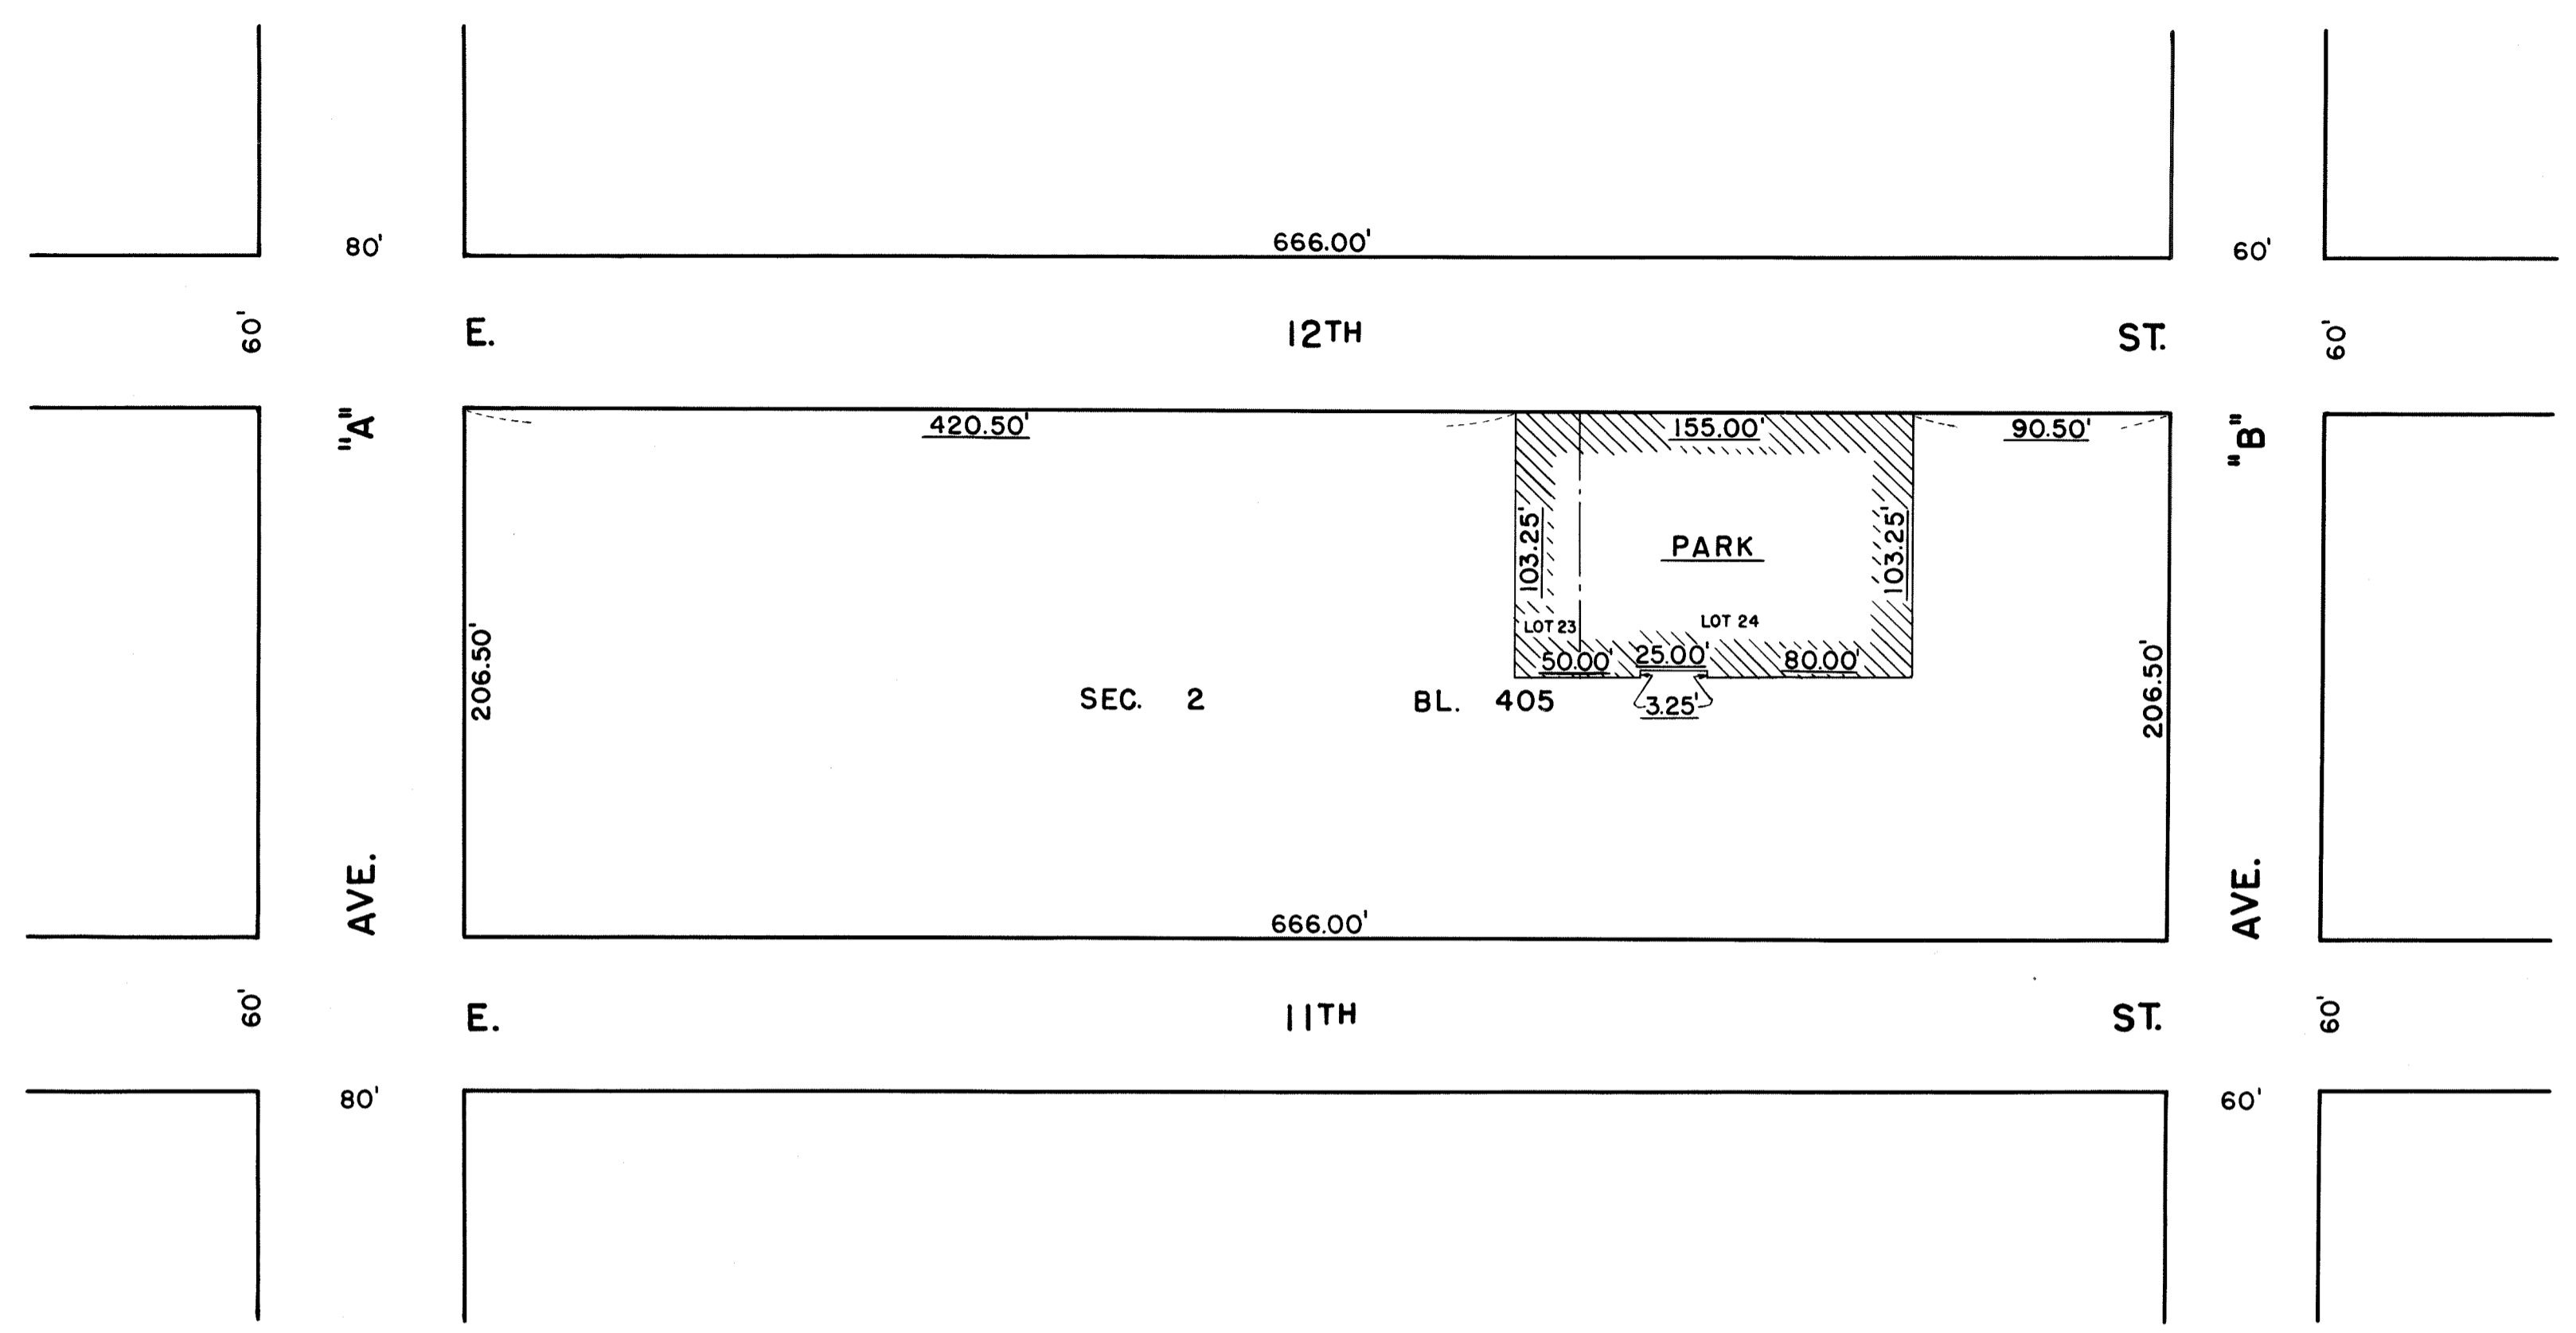 80'
666.00'
60'
60'
E. 12TH ST.
60'
"A"
420.50'
155.00'
90.50'
"B"
103.25'
PARK
103.25'
LOT 23
LOT 24
50.00'
25.00'
80.00'
206.50'
SEC. 2 BL. 405
3.25'
206.50'
AVE.
666.00'
AVE.
60'
E. 11TH ST.
60'
80'
60'